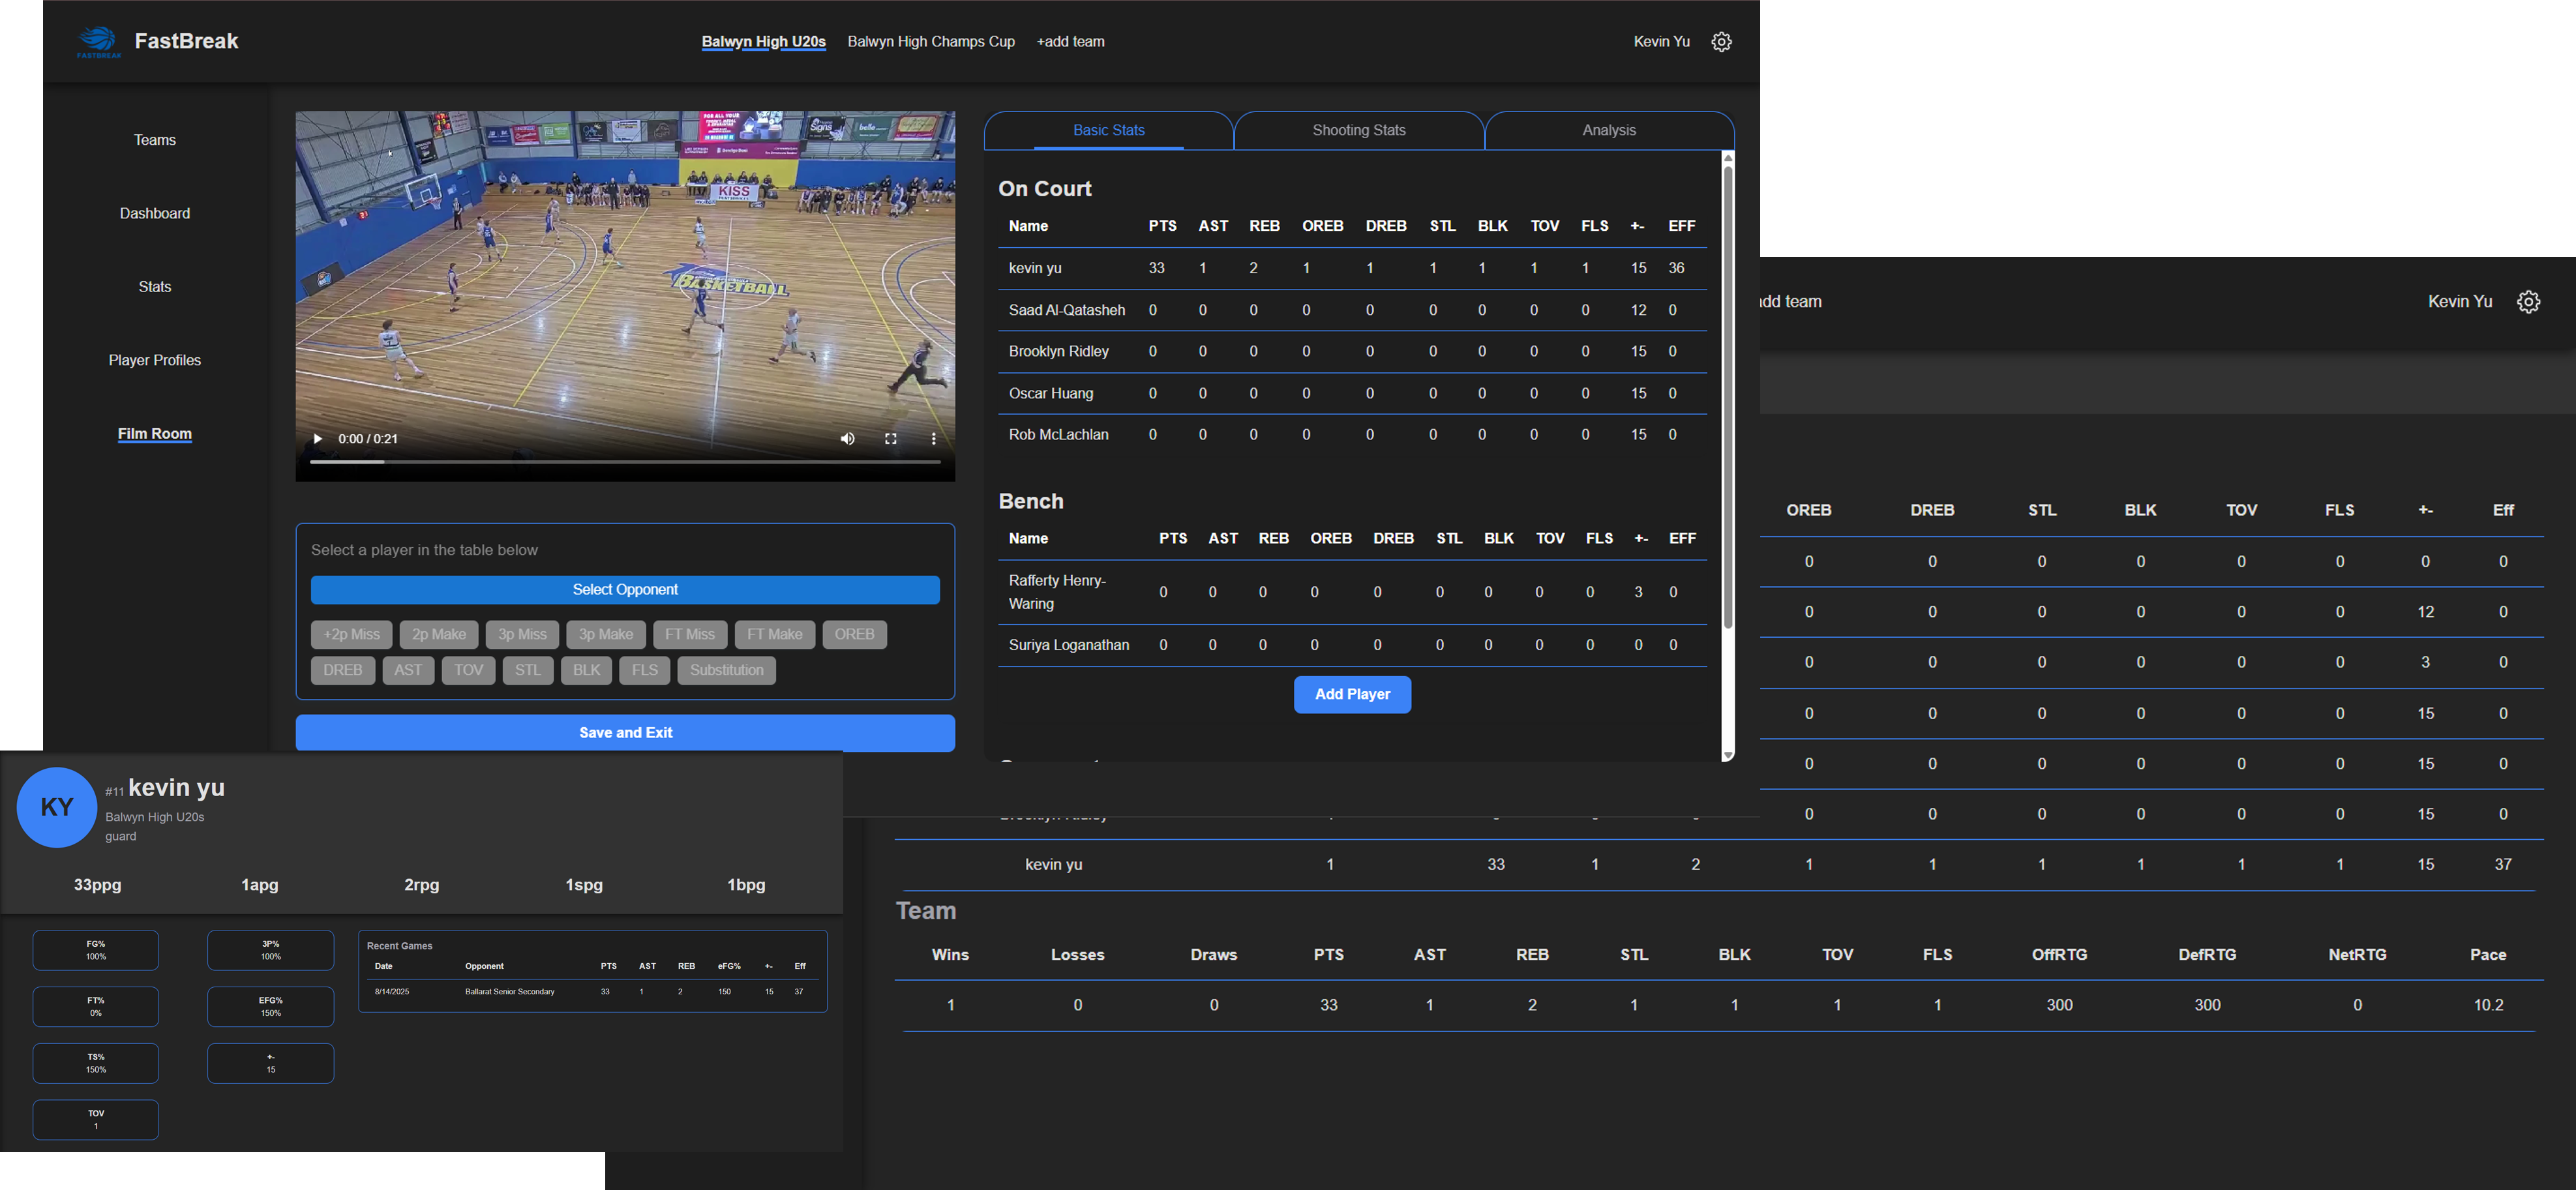 FASTBREAK
FastBreak
Balwyn High U20s Balwyn High Champs Cup +add team
Kevin Yu
Teams
Dashboard
Stats
Player Profiles
Film Room
FOR ALL YOUR
Signs
belle
KISS
BASKETBALL
0:00 / 0:21
Select a player in the table below
Select Opponent
+2p Miss 2p Make 3p Miss 3p Make FT Miss FT Make OREB
DREB AST TOV STL BLK FLS Substitution
Save and Exit
Basic Stats Shooting Stats Analysis
On Court
Name PTS AST REB OREB DREB STL BLK TOV FLS +- EFF
kevin yu 33 1 2 1 1 1 1 1 1 15 36
Saad Al-Qatasheh 0 0 0 0 0 0 0 0 0 12 0
Brooklyn Ridley 0 0 0 0 0 0 0 0 0 15 0
Oscar Huang 0 0 0 0 0 0 0 0 0 15 0
Rob McLachlan 0 0 0 0 0 0 0 0 0 15 0
Bench
Name PTS AST REB OREB DREB STL BLK TOV FLS +- EFF
Rafferty Henry-
Waring 0 0 0 0 0 0 0 0 0 3 0
Suriya Loganathan 0 0 0 0 0 0 0 0 0 0 0
Add Player
add team
Kevin Yu
OREB DREB STL BLK TOV FLS +- Eff
0 0 0 0 0 0 0 0
0 0 0 0 0 0 12 0
0 0 0 0 0 0 3 0
0 0 0 0 0 0 15 0
0 0 0 0 0 0 15 0
0 0 0 0 0 0 15 0
kevin yu 1 33 1 2 1 1 1 1 1 1 15 37
Team
Wins Losses Draws PTS AST REB STL BLK TOV FLS OffRTG DefRTG NetRTG Pace
1 0 0 33 1 2 1 1 1 1 300 300 0 10.2
KY
#11 kevin yu
Balwyn High U20s
guard
33ppg 1apg 2rpg 1spg 1bpg
FG%
100%
3P%
100%
FT%
0%
EFG%
150%
TS%
150%
+-
15
TOV
1
Recent Games
Date Opponent PTS AST REB eFG% +- Eff
8/14/2025 Ballarat Senior Secondary 33 1 2 150 15 37